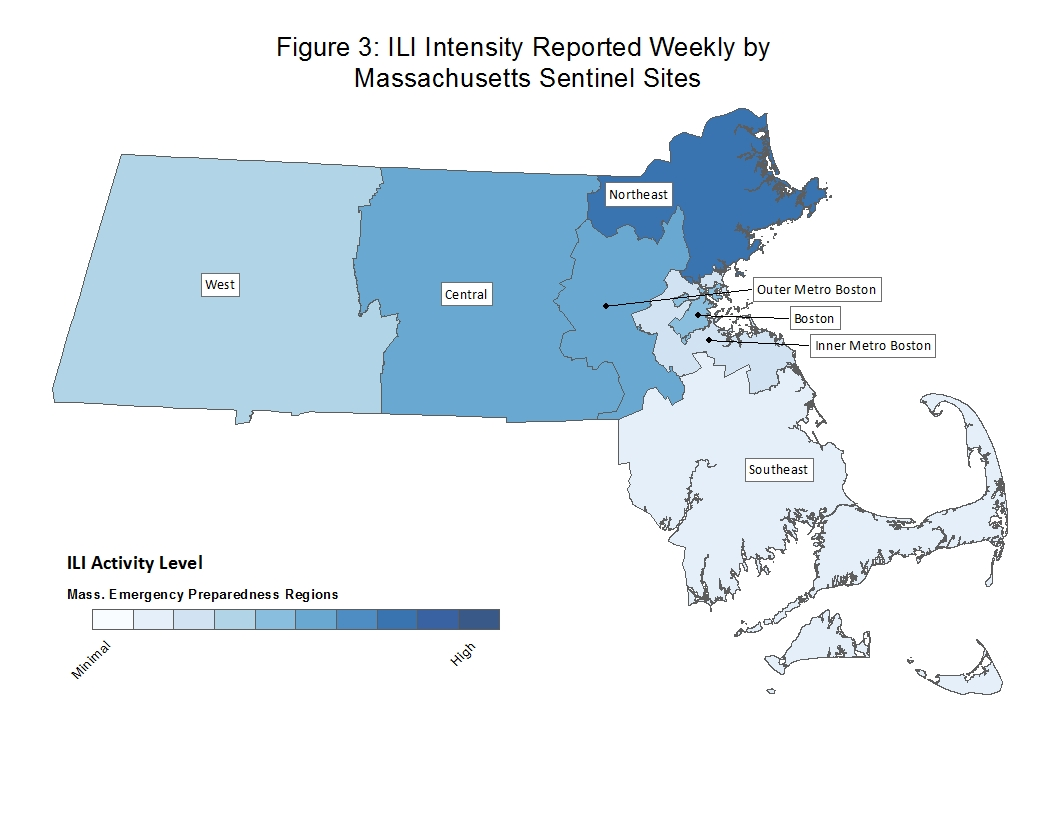 Figure 3: ILI Intensity Reported Weekly by
Massachusetts Sentinel Sites
Northeast
West
Central
Outer Metro Boston
Boston
Inner Metro Boston
Southeast
ILI Activity Level
Mass. Emergency Preparedness Regions
Minimal
High